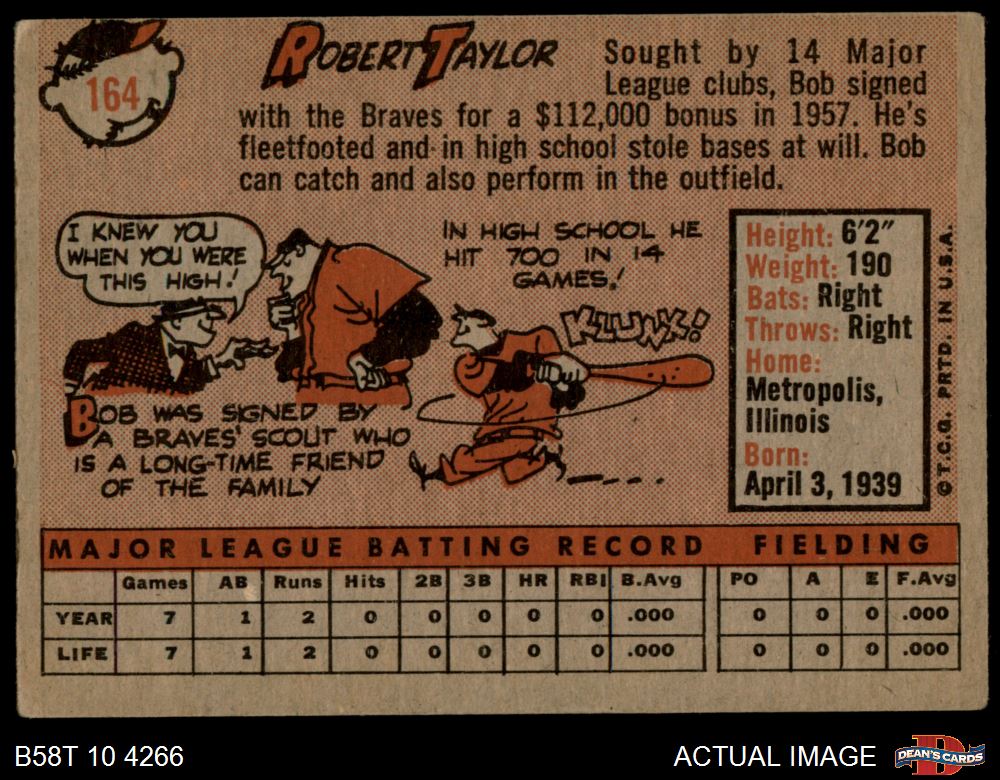 164
ROBERT TAYLOR
Sought by 14 Major
League clubs, Bob signed
with the Braves for a $112,000 bonus in 1957. He's
fleetfooted and in high school stole bases at will. Bob
can catch and also perform in the outfield.
I KNEW YOU
WHEN YOU WERE
THIS HIGH!
IN HIGH SCHOOL HE
HIT 700 IN 14
GAMES!
KLUNK!
BOB WAS SIGNED BY
A BRAVES' SCOUT WHO
IS A LONG-TIME FRIEND
OF THE FAMILY
Height: 6'2"
Weight: 190
Bats: Right
Throws: Right
Home:
Metropolis,
Illinois
Born:
April 3, 1939
© T.C.G. PRTD. IN U.S.A.
MAJOR LEAGUE BATTING RECORD FIELDING
Games AB Runs Hits 2B 3B HR RBI B.Avg PO A E F.Avg
YEAR 7 1 2 0 0 0 0 0 .000 0 0 0 .000
LIFE 7 1 2 0 0 0 0 0 .000 0 0 0 .000
B58T 10 4266
ACTUAL IMAGE
D
DEAN'S CARDS